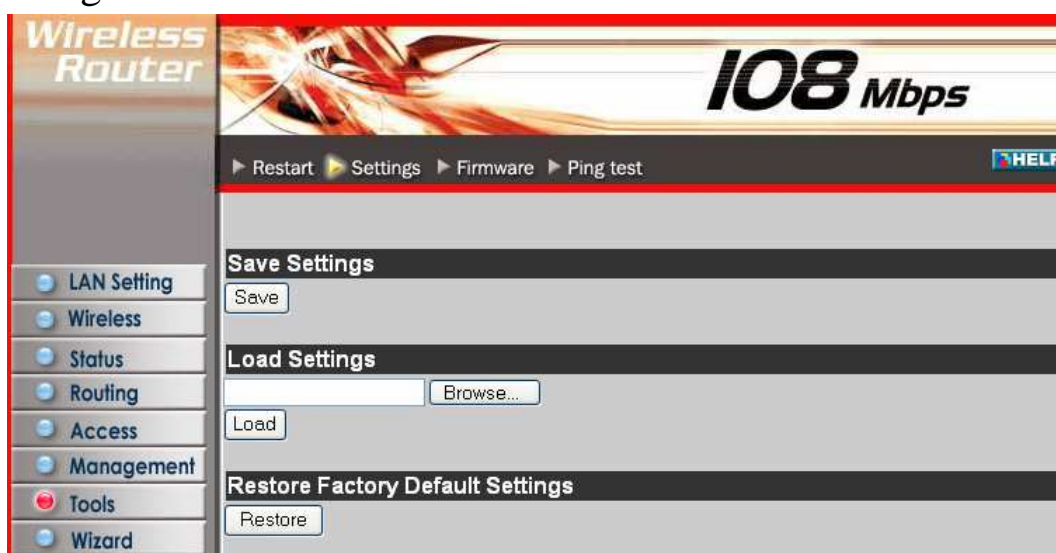 Wireless
Router
108 Mbps
Restart Settings Firmware Ping test
HELP
Save Settings
Save
Load Settings
Browse...
Load
Restore Factory Default Settings
Restore
LAN Setting
Wireless
Status
Routing
Access
Management
Tools
Wizard